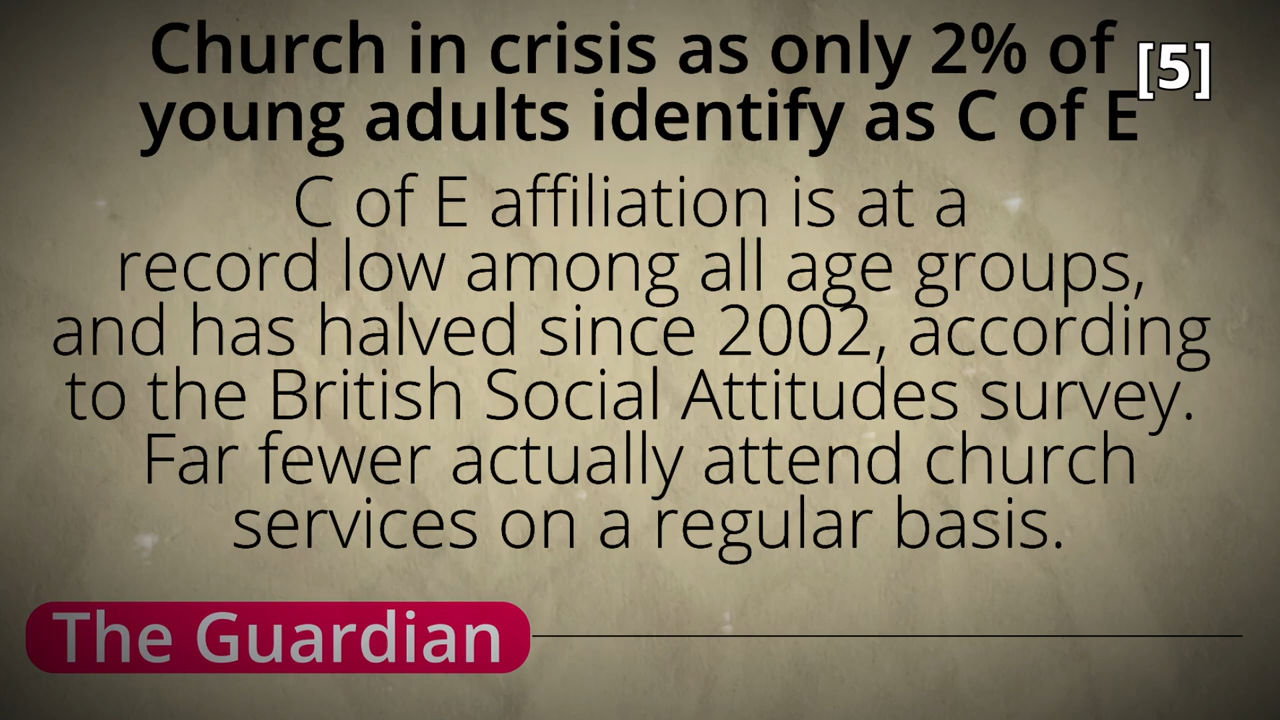 Church in crisis as only 2% of [5]
young adults identify as C of E
C of E affiliation is at a
record low among all age groups,
and has halved since 2002, according
to the British Social Attitudes survey.
Far fewer actually attend church
services on a regular basis.
The Guardian